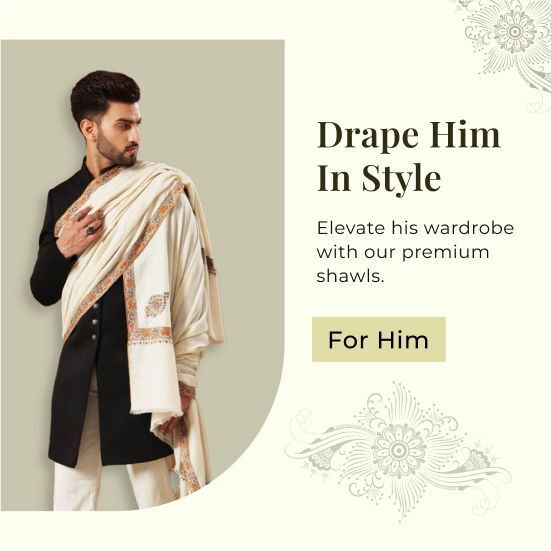 Drape Him
In Style
Elevate his wardrobe
with our premium
shawls.
For Him